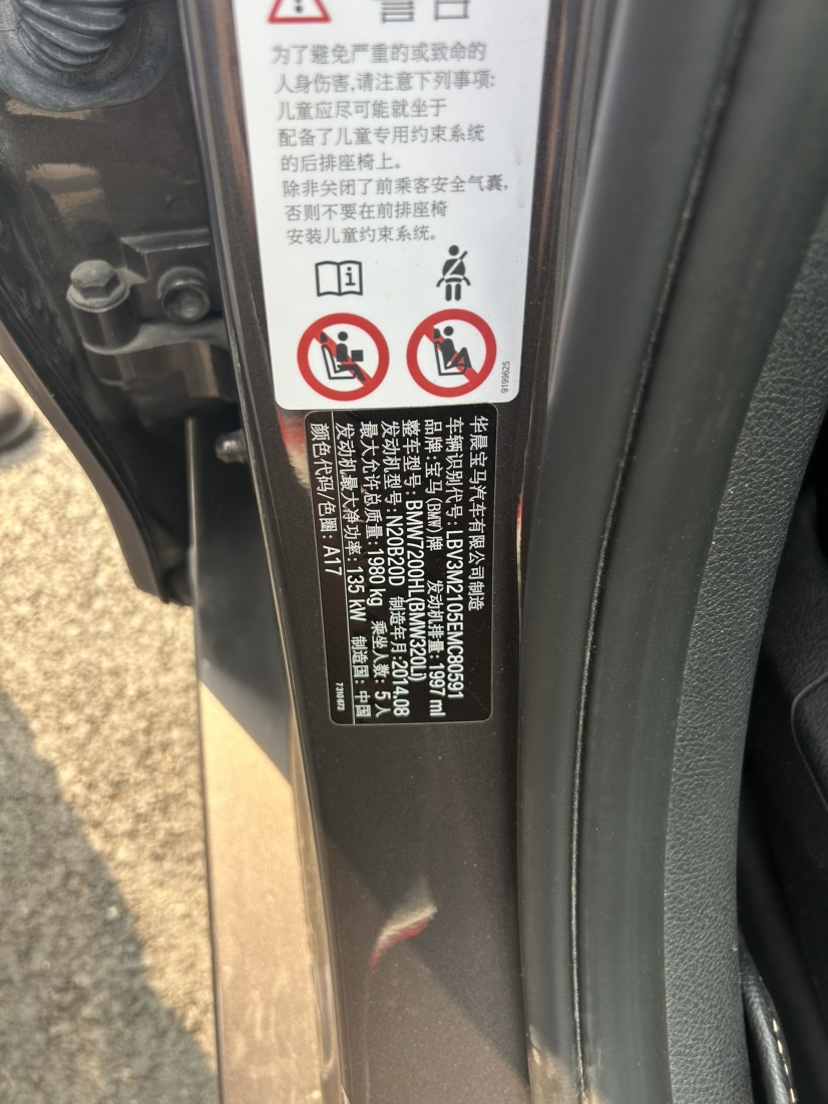 警告
为了避免严重的或致命的
人身伤害,请注意下列事项:
儿童应尽可能就坐于
配备了儿童专用约束系统
的后排座椅上。
除非关闭了前乘客安全气囊,
否则不要在前排座椅
安装儿童约束系统。
9199625
华晨宝马汽车有限公司制造
车辆识别代号: LBV3M2105EMC80591
品牌:宝马(BMW)牌 发动机排量: 1997 ml
整车型号: BMW7200HL(BMW320Li)
发动机型号: N20B20D 制造年月: 2014.08
最大允许总质量: 1980 kg 乘坐人数: 5人
发动机最大净功率: 135 kW 制造国: 中国
颜色代码/色圈: A17
7 310 673